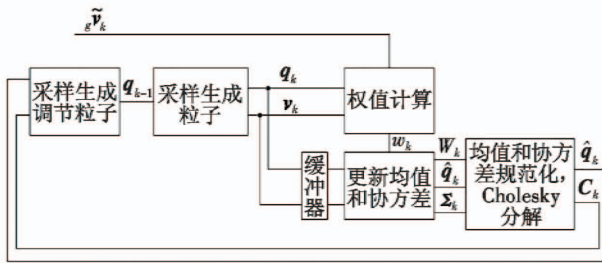 g ṽk
采样生成
调节粒子
qk-1
采样生成
粒子
qk
vk
权值计算
wk
缓
冲
器
更新均值
和协方差
Wk
q̂k
Σk
均值和协方
差规范化,
Cholesky
分解
q̂k
Ck